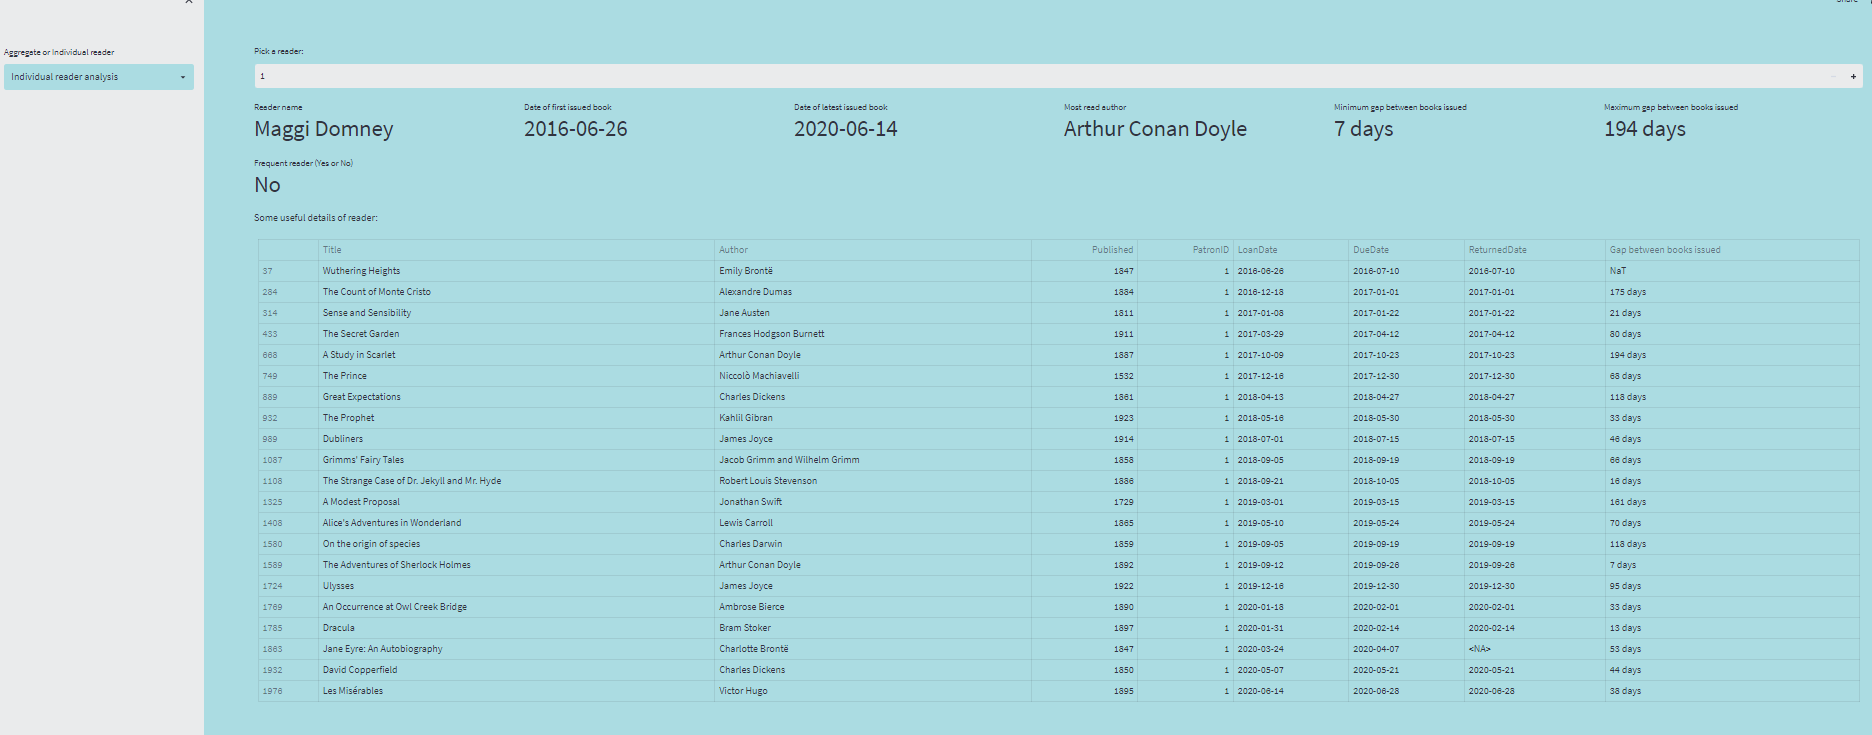 Aggregate or Individual reader
Individual reader analysis
Pick a reader:
1
Reader name Date of first issued book Date of latest issued book Most read author Minimum gap between books issued Maximum gap between books issued
Maggi Domney 2016-06-26 2020-06-14 Arthur Conan Doyle 7 days 194 days
Frequent reader (Yes or No)
No
Some useful details of reader:
Title Author Published PatronID LoanDate DueDate ReturnedDate Gap between books issued
37 Wuthering Heights Emily Brontë 1847 1 2016-06-26 2016-07-10 2016-07-10 NaT
284 The Count of Monte Cristo Alexandre Dumas 1884 1 2016-12-18 2017-01-01 2017-01-01 175 days
314 Sense and Sensibility Jane Austen 1811 1 2017-01-08 2017-01-22 2017-01-22 21 days
433 The Secret Garden Frances Hodgson Burnett 1911 1 2017-03-29 2017-04-12 2017-04-12 80 days
668 A Study in Scarlet Arthur Conan Doyle 1887 1 2017-10-09 2017-10-23 2017-10-23 194 days
749 The Prince Niccolò Machiavelli 1532 1 2017-12-16 2017-12-30 2017-12-30 68 days
889 Great Expectations Charles Dickens 1861 1 2018-04-13 2018-04-27 2018-04-27 118 days
932 The Prophet Kahlil Gibran 1923 1 2018-05-16 2018-05-30 2018-05-30 33 days
989 Dubliners James Joyce 1914 1 2018-07-01 2018-07-15 2018-07-15 46 days
1087 Grimms' Fairy Tales Jacob Grimm and Wilhelm Grimm 1858 1 2018-09-05 2018-09-19 2018-09-19 66 days
1108 The Strange Case of Dr. Jekyll and Mr. Hyde Robert Louis Stevenson 1886 1 2018-09-21 2018-10-05 2018-10-05 16 days
1325 A Modest Proposal Jonathan Swift 1729 1 2019-03-01 2019-03-15 2019-03-15 161 days
1408 Alice's Adventures in Wonderland Lewis Carroll 1865 1 2019-05-10 2019-05-24 2019-05-24 70 days
1580 On the origin of species Charles Darwin 1859 1 2019-09-05 2019-09-19 2019-09-19 118 days
1589 The Adventures of Sherlock Holmes Arthur Conan Doyle 1892 1 2019-09-12 2019-09-26 2019-09-26 7 days
1724 Ulysses James Joyce 1922 1 2019-12-16 2019-12-30 2019-12-30 95 days
1769 An Occurrence at Owl Creek Bridge Ambrose Bierce 1890 1 2020-01-18 2020-02-01 2020-02-01 33 days
1785 Dracula Bram Stoker 1897 1 2020-01-31 2020-02-14 2020-02-14 13 days
1863 Jane Eyre: An Autobiography Charlotte Brontë 1847 1 2020-03-24 2020-04-07 <NA> 53 days
1932 David Copperfield Charles Dickens 1850 1 2020-05-07 2020-05-21 2020-05-21 44 days
1976 Les Misérables Victor Hugo 1895 1 2020-06-14 2020-06-28 2020-06-28 38 days